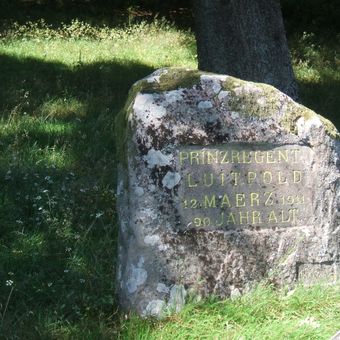 PRINZREGENT
LUITPOLD
12. MAERZ 1911
90 JAHR ALT